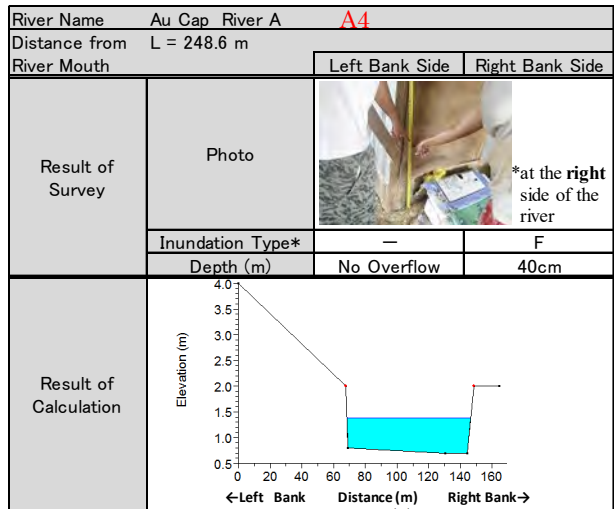 River Name Au Cap River A A4
Distance from L = 248.6 m
River Mouth Left Bank Side Right Bank Side
Result of
Survey
Photo
*at the right
side of the
river
Inundation Type* — F
Depth (m) No Overflow 40cm
Result of
Calculation
Elevation (m)
4.0
3.5
3.0
2.5
2.0
1.5
1.0
0.5
0 20 40 60 80 100 120 140 160
←Left Bank Distance (m) Right Bank→